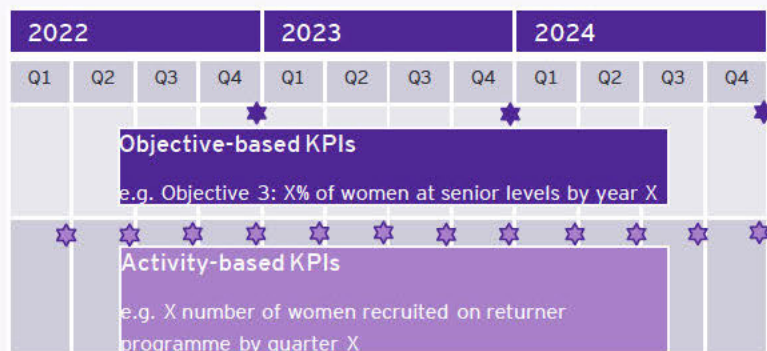 2022 2023 2024
Q1 Q2 Q3 Q4 Q1 Q2 Q3 Q4 Q1 Q2 Q3 Q4
Objective-based KPIs
e.g. Objective 3: X% of women at senior levels by year X
Activity-based KPIs
e.g. X number of women recruited on returner
programme by quarter X